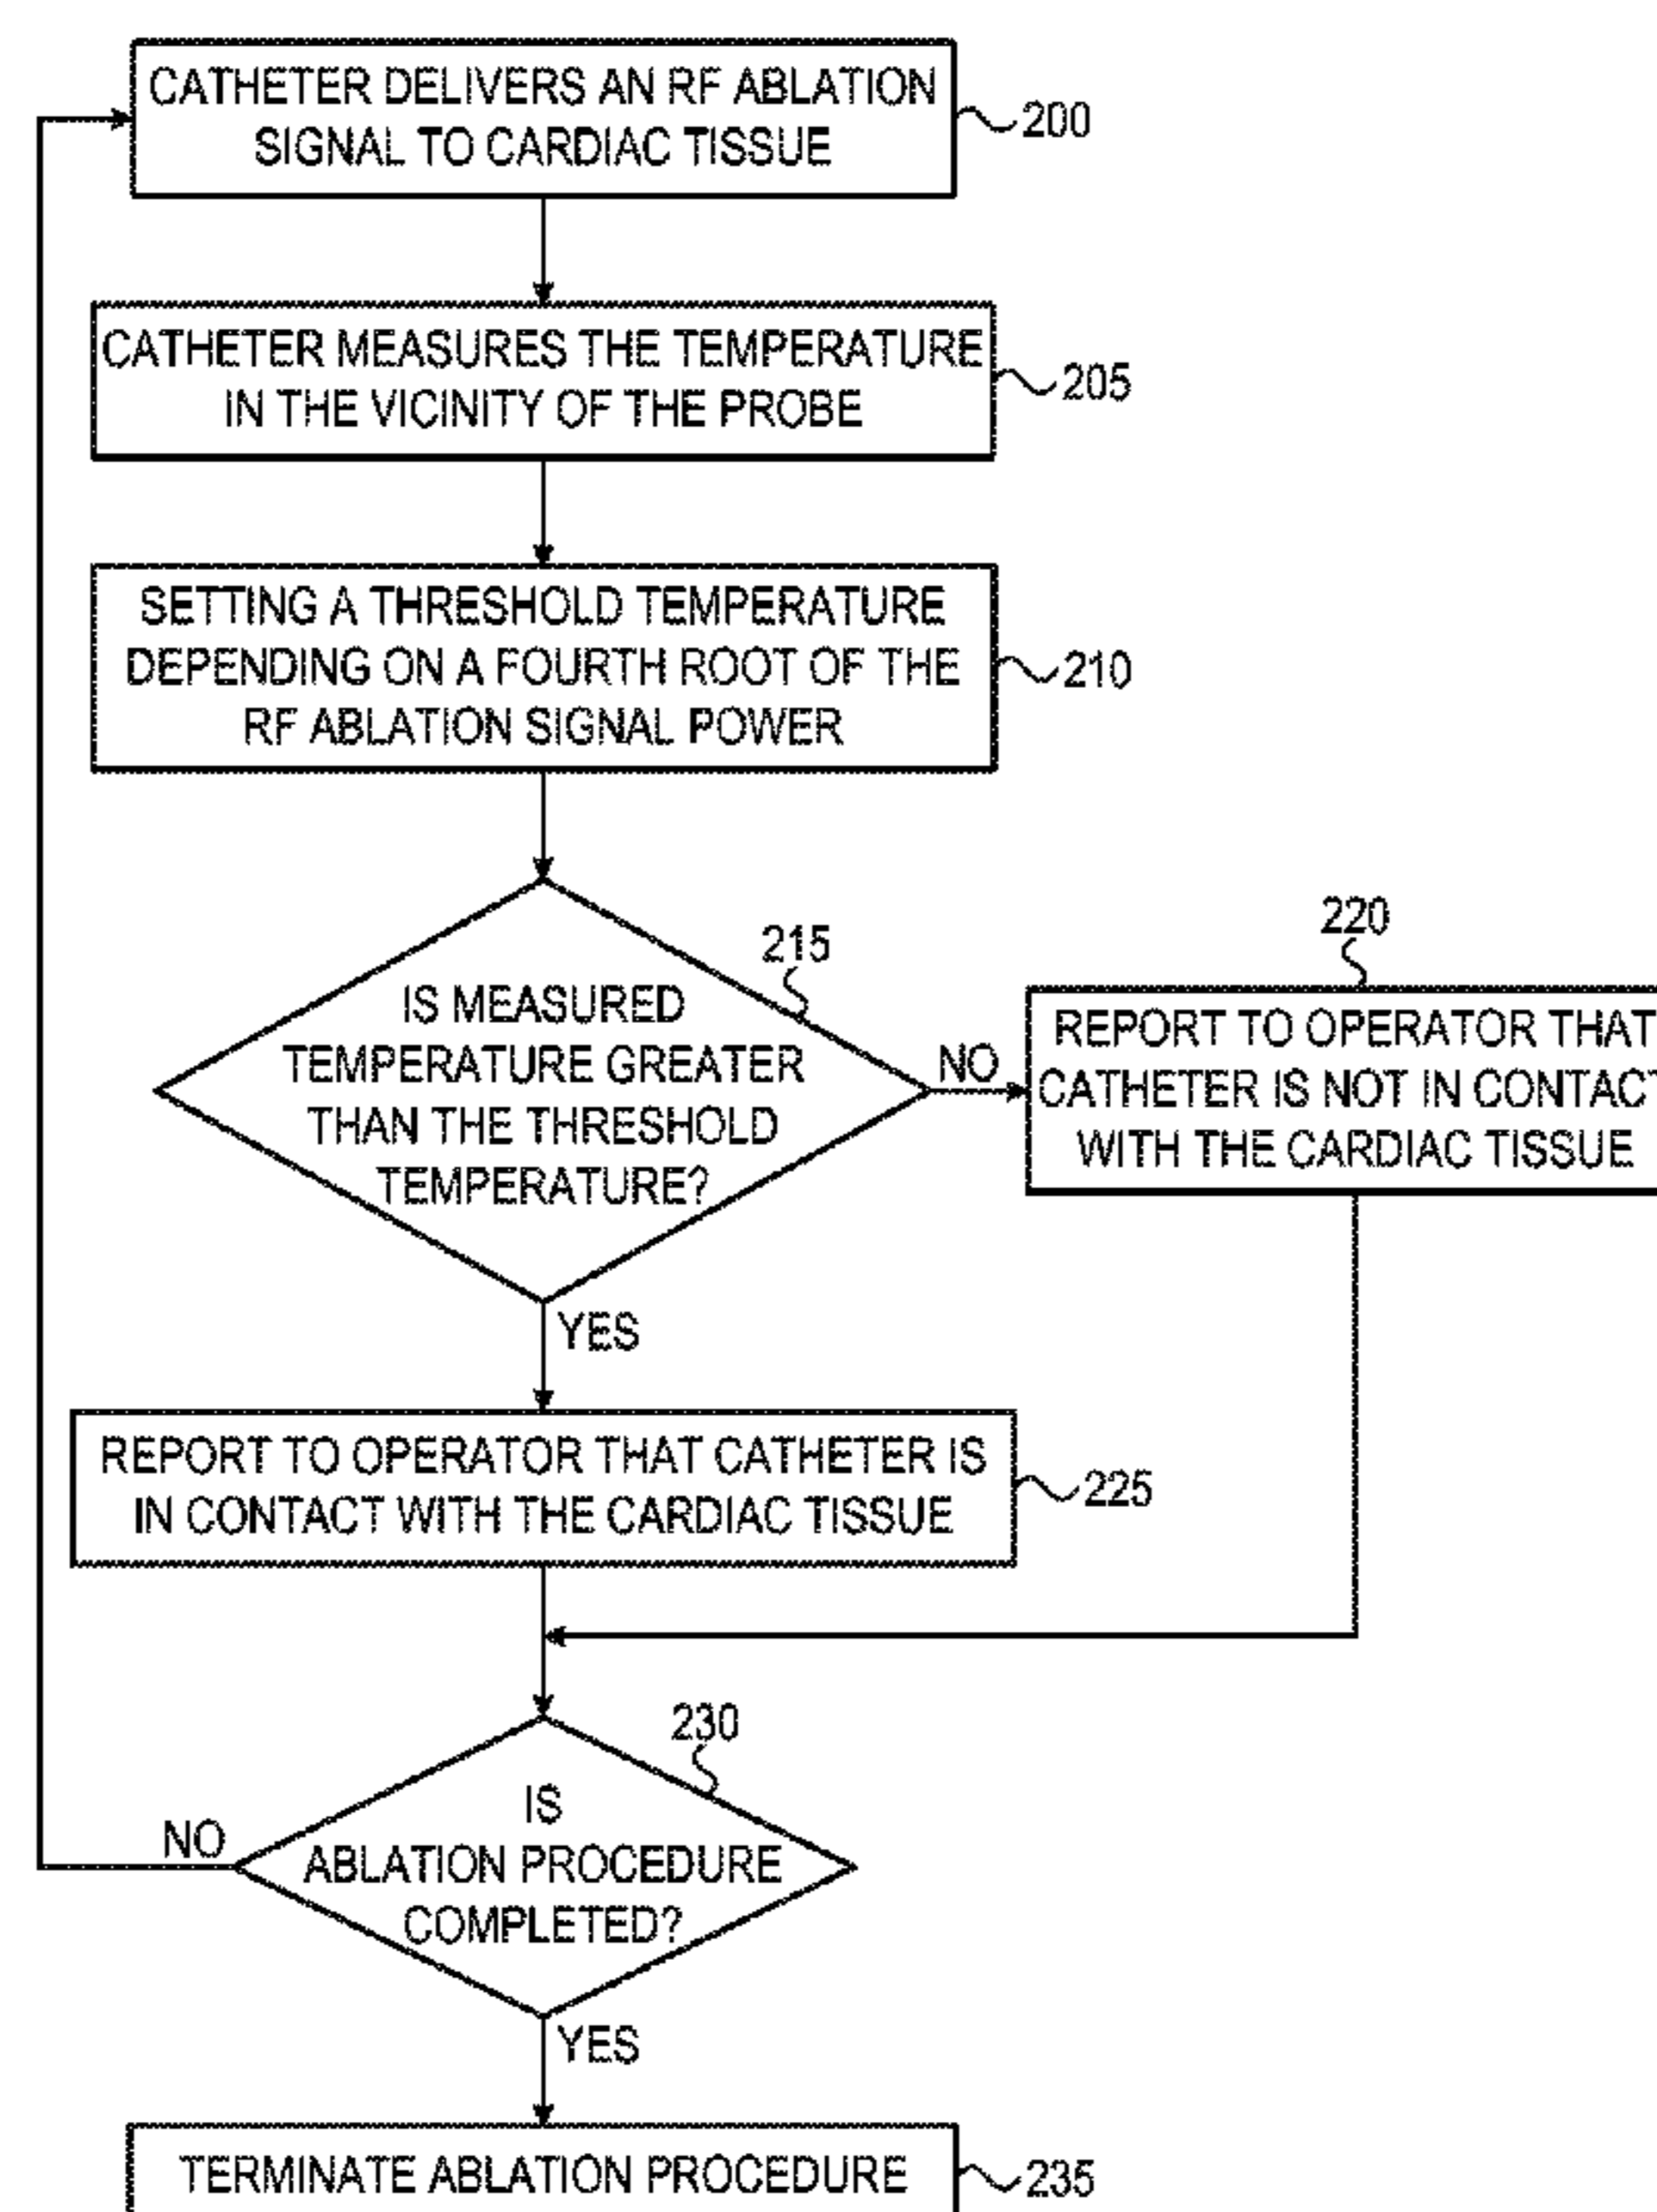 CATHETER DELIVERS AN RF ABLATION
SIGNAL TO CARDIAC TISSUE
200
CATHETER MEASURES THE TEMPERATURE
IN THE VICINITY OF THE PROBE
205
SETTING A THRESHOLD TEMPERATURE
DEPENDING ON A FOURTH ROOT OF THE
RF ABLATION SIGNAL POWER
210
215
IS MEASURED
TEMPERATURE GREATER
THAN THE THRESHOLD
TEMPERATURE?
NO
220
REPORT TO OPERATOR THAT
CATHETER IS NOT IN CONTACT
WITH THE CARDIAC TISSUE
YES
REPORT TO OPERATOR THAT CATHETER IS
IN CONTACT WITH THE CARDIAC TISSUE
225
230
IS
ABLATION PROCEDURE
COMPLETED?
NO
YES
TERMINATE ABLATION PROCEDURE
235